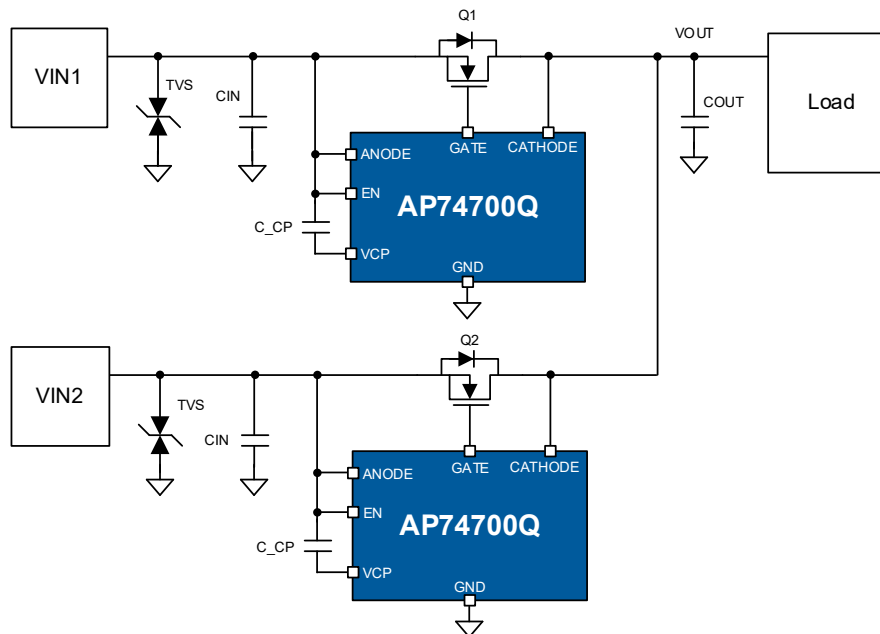 Q1
VOUT
VIN1
TVS
CIN
COUT
Load
GATE
CATHODE
ANODE
EN
AP74700Q
C_CP
VCP
GND
Q2
VIN2
TVS
CIN
GATE
CATHODE
ANODE
EN
AP74700Q
C_CP
VCP
GND